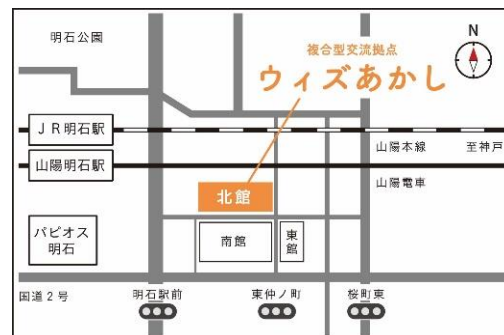 明石公園
複合型交流拠点
ウィズあかし
N
JR明石駅
山陽本線
至神戸
山陽明石駅
山陽電車
北館
パピオス
明石
南館
東
館
国道2号
明石駅前
東仲ノ町
桜町東